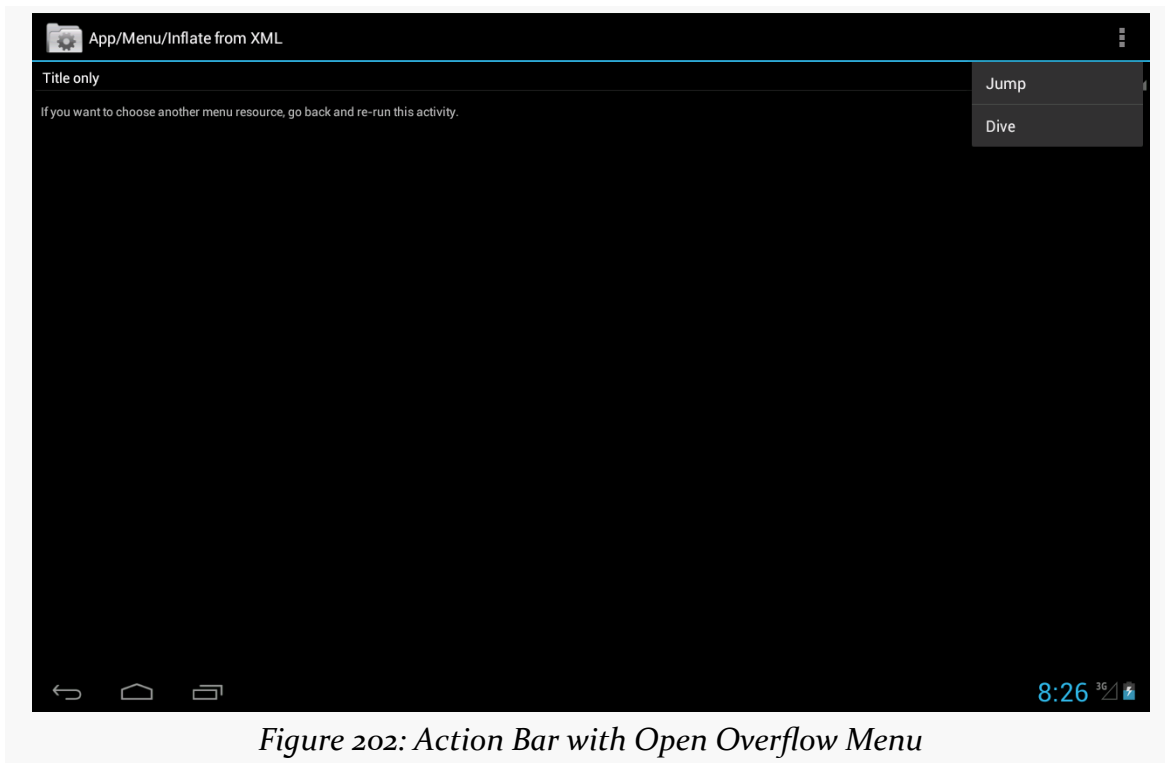 App/Menu/Inflate from XML
Title only
Jump
If you want to choose another menu resource, go back and re-run this activity.
Dive
8:26 3G
Figure 202: Action Bar with Open Overflow Menu